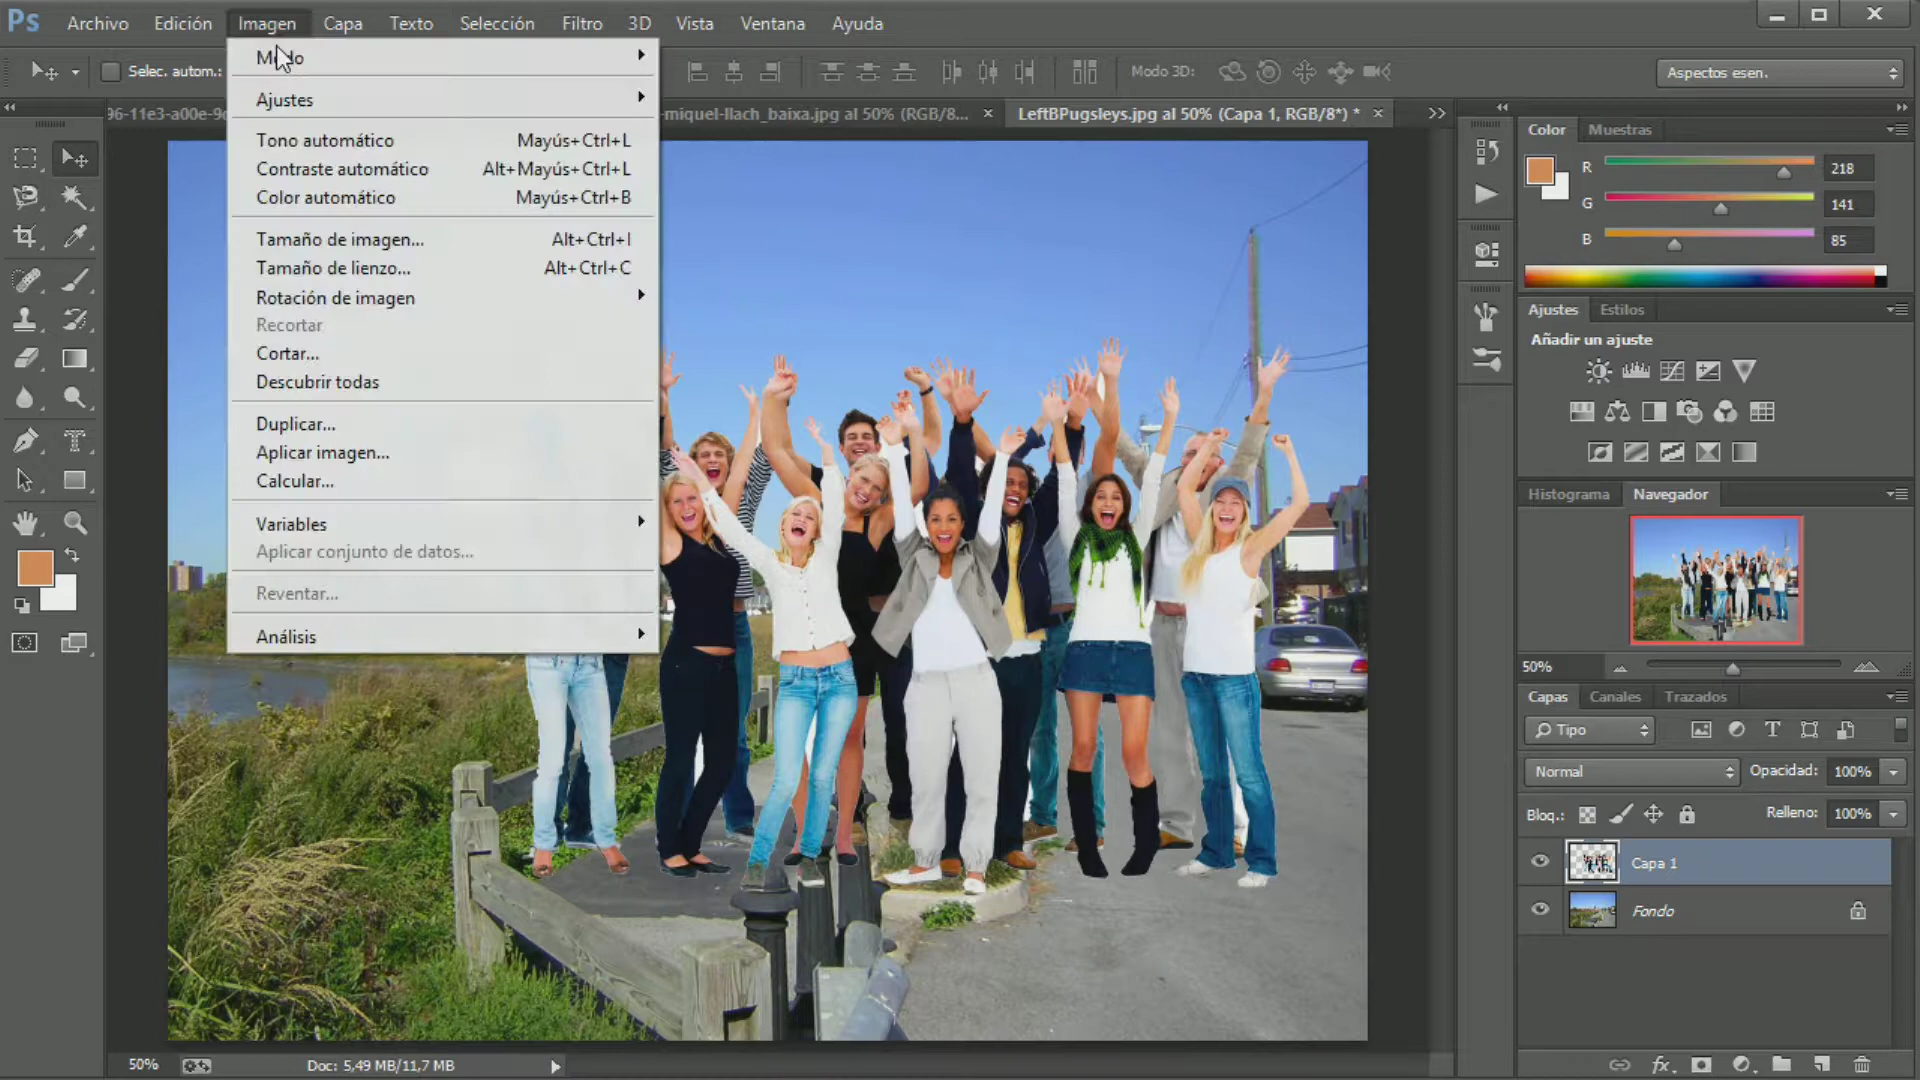 Ps Archivo Edición Imagen Capa Texto Selección Filtro 3D Vista Ventana Ayuda
Selec. autom.: Modo 3D: Aspectos esen.
96-11e3-a00e-9 -miquel-llach_baixa.jpg al 50% (RGB/8... LeftBPugsleys.jpg al 50% (Capa 1, RGB/8*) *
Modo
Ajustes
Tono automático Mayús+Ctrl+L
Contraste automático Alt+Mayús+Ctrl+L
Color automático Mayús+Ctrl+B
Tamaño de imagen... Alt+Ctrl+I
Tamaño de lienzo... Alt+Ctrl+C
Rotación de imagen
Recortar
Cortar...
Descubrir todas
Duplicar...
Aplicar imagen...
Calcular...
Variables
Aplicar conjunto de datos...
Reventar...
Análisis
Color Muestras
R 218
G 141
B 85
Ajustes Estilos
Añadir un ajuste
Histograma Navegador
50%
Capas Canales Trazados
Tipo
Normal Opacidad: 100%
Bloq.: Relleno: 100%
Capa 1
Fondo
50% Doc: 5,49 MB/11,7 MB